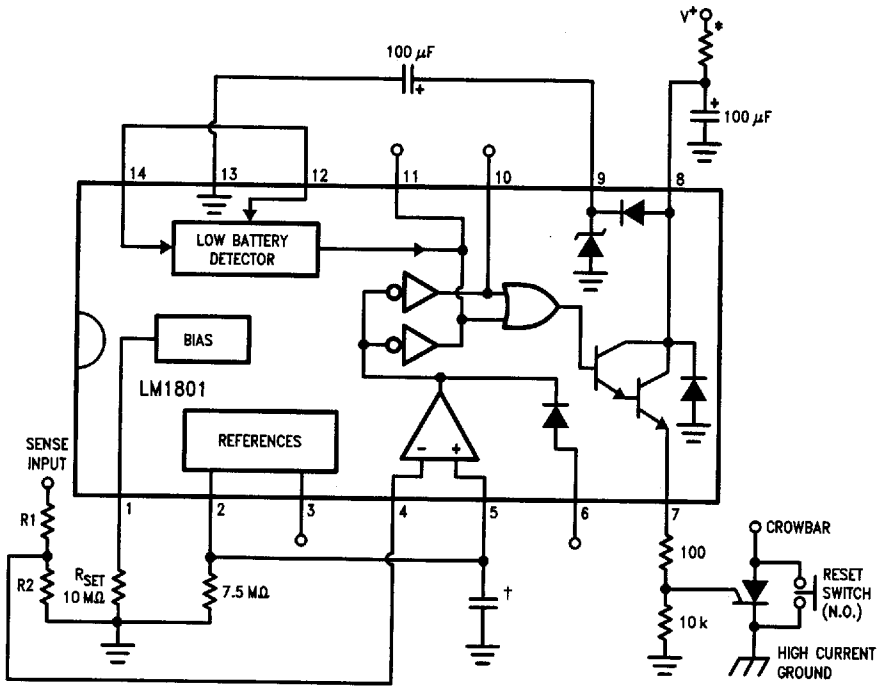 V+
*
100 µF
+
+
100 µF
14
13
12
11
10
9
8
LOW BATTERY
DETECTOR
BIAS
LM1801
REFERENCES
-
+
SENSE
INPUT
1
2
3
4
5
6
7
R1
R2
RSET
10 MΩ
7.5 MΩ
†
100
10 k
CROWBAR
RESET
SWITCH
(N.O.)
HIGH CURRENT
GROUND